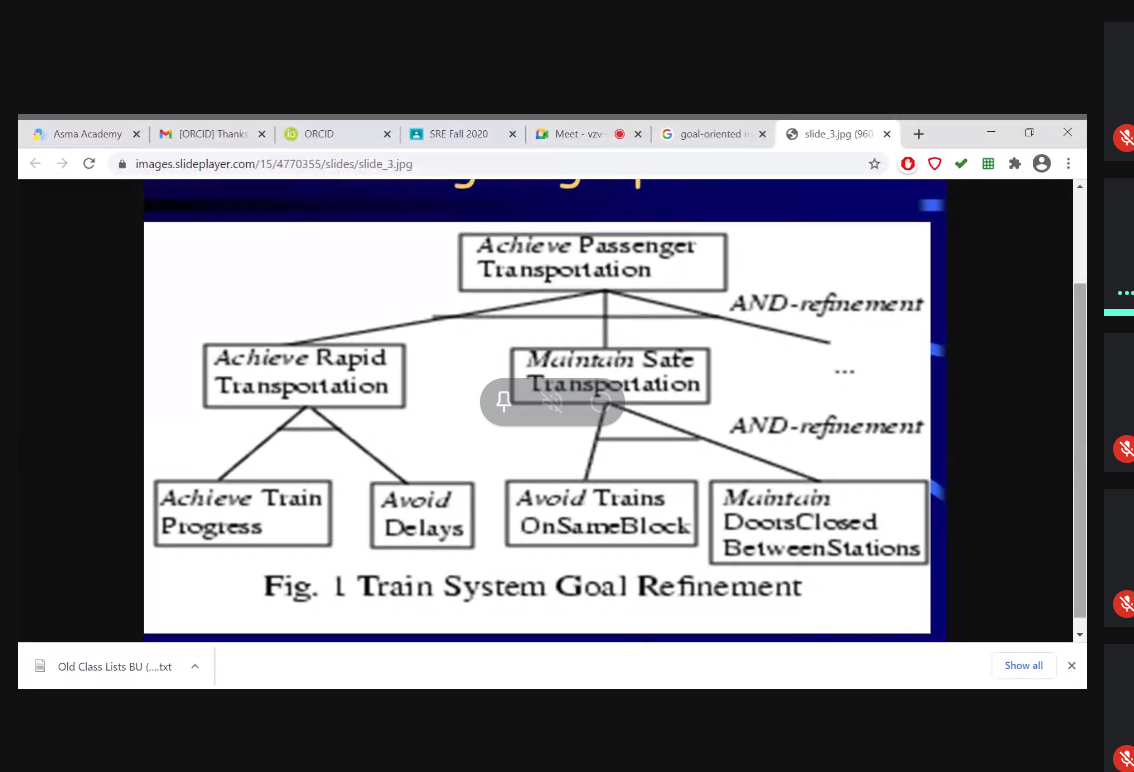 Asma Academy
[ORCID] Thanks
ORCID
SRE Fall 2020
Meet - vzv-
goal-oriented r
slide_3.jpg (960
images.slideplayer.com/15/4770355/slides/slide_3.jpg
Achieve Passenger
Transportation
AND-refinement
Achieve Rapid
Transportation
Maintain Safe
Transportation
...
AND-refinement
Achieve Train
Progress
Avoid
Delays
Avoid Trains
OnSameBlock
Maintain
DoorsClosed
BetweenStations
Fig. 1 Train System Goal Refinement
Old Class Lists BU (....txt
Show all